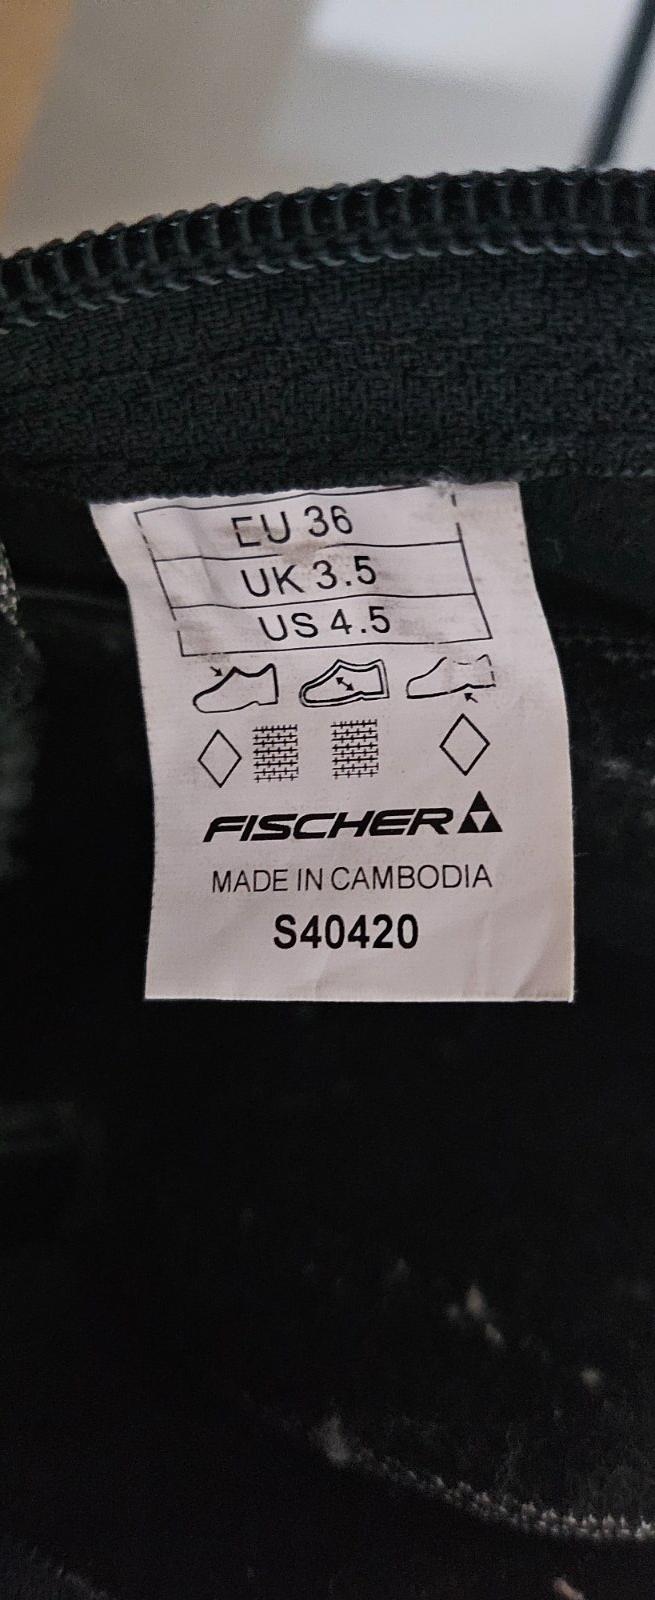 EU 36
UK 3.5
US 4.5
FISCHER
MADE IN CAMBODIA
S40420